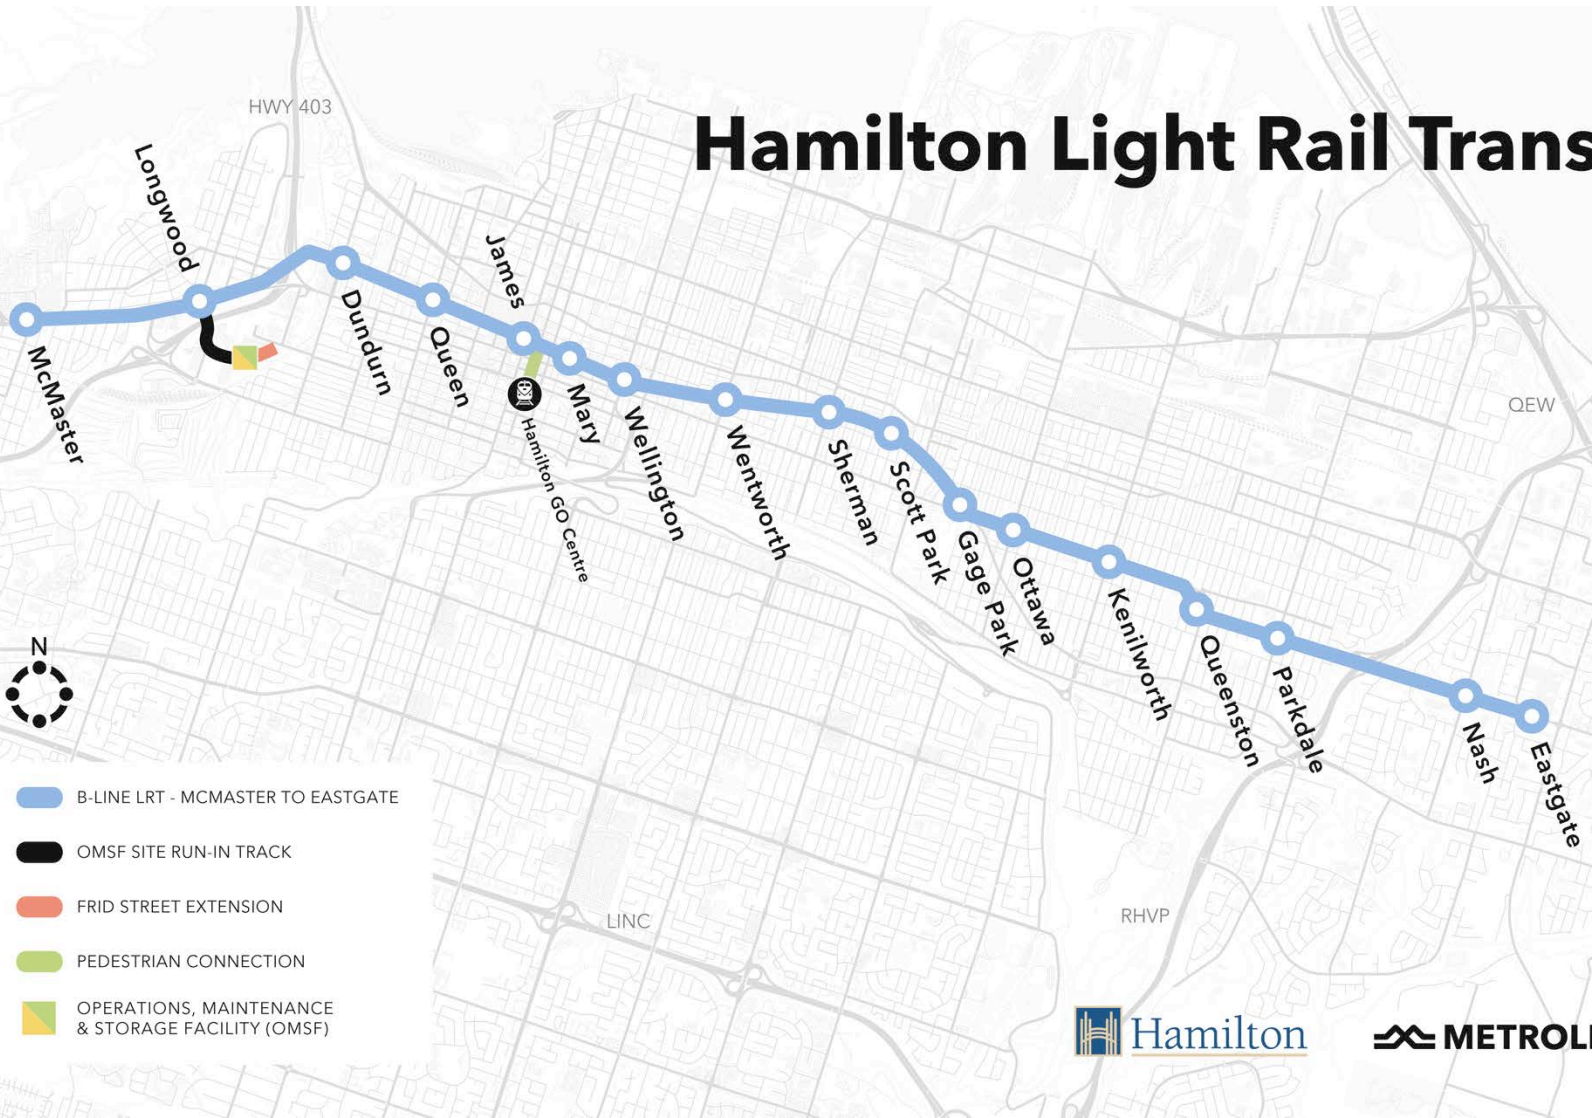 Hamilton Light Rail Trans
HWY 403
Longwood
James
McMaster
Dundurn
Queen
Mary
Hamilton GO Centre
Wellington
Wentworth
Sherman
Scott Park
Gage Park
Ottawa
Kenilworth
Queenston
Parkdale
Nash
Eastgate
QEW
N
B-LINE LRT - MCMASTER TO EASTGATE
OMSF SITE RUN-IN TRACK
FRID STREET EXTENSION
PEDESTRIAN CONNECTION
OPERATIONS, MAINTENANCE
& STORAGE FACILITY (OMSF)
LINC
RHVP
Hamilton
METROLI